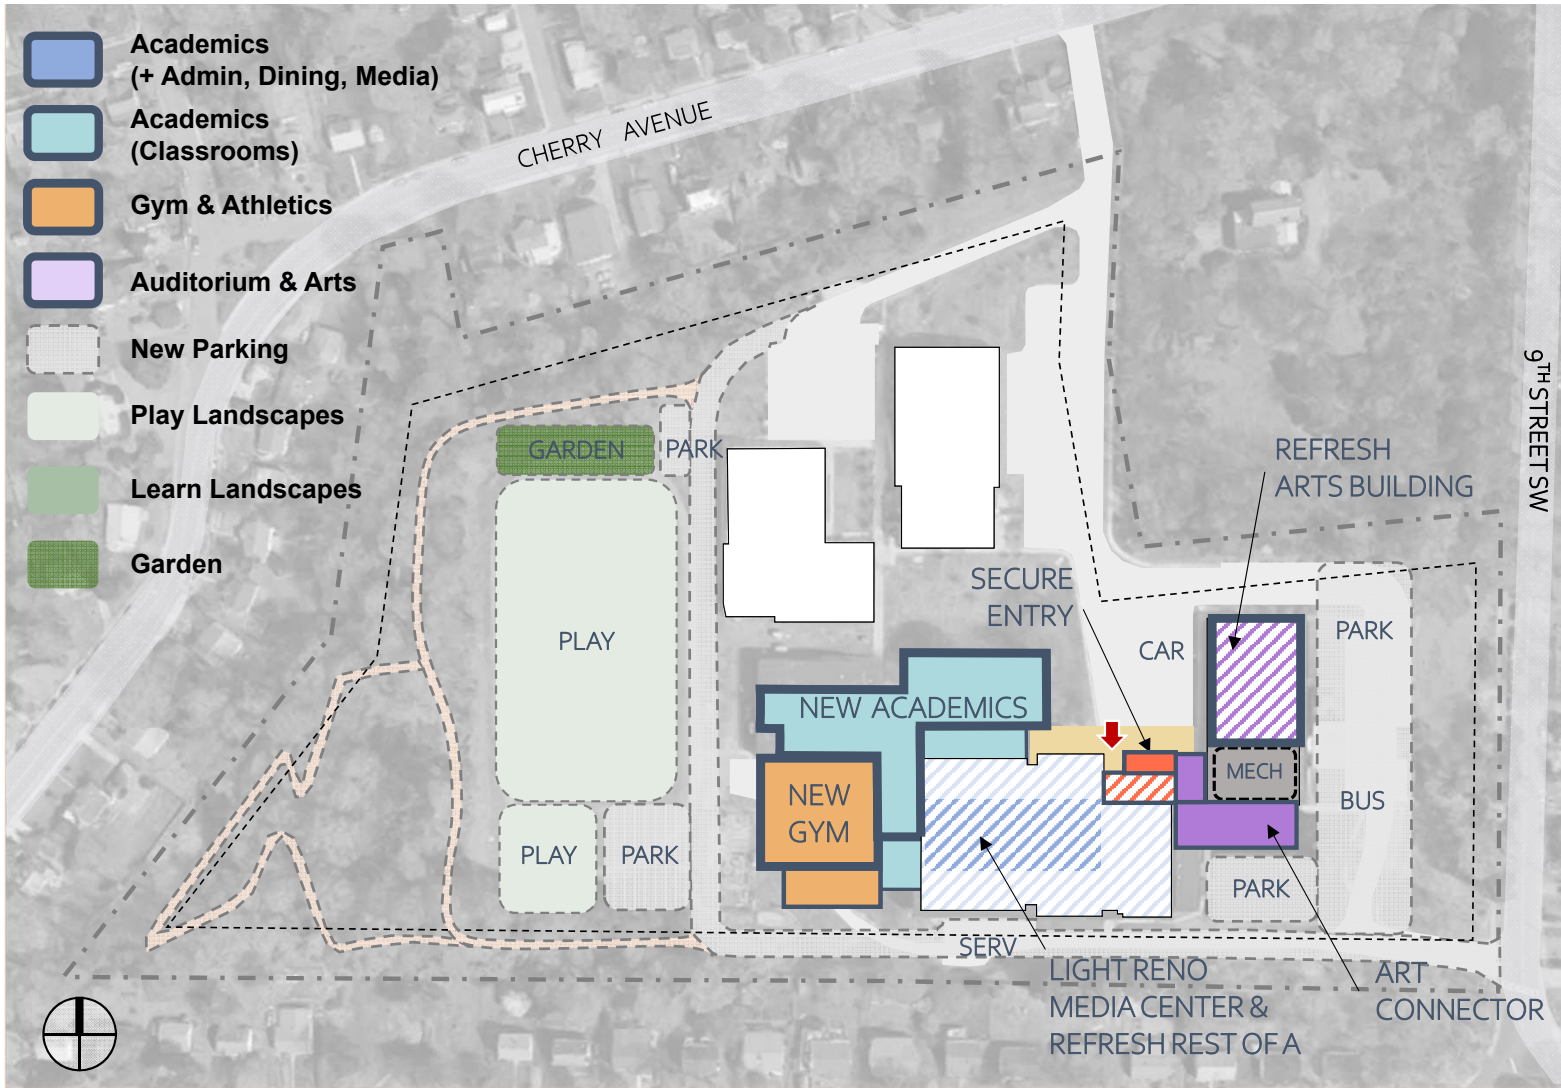 Academics
(+ Admin, Dining, Media)
Academics
(Classrooms)
Gym & Athletics
Auditorium & Arts
New Parking
Play Landscapes
Learn Landscapes
Garden
CHERRY AVENUE
9TH STREET SW
REFRESH
ARTS BUILDING
GARDEN
PARK
SECURE
ENTRY
PLAY
CAR
PARK
NEW ACADEMICS
MECH
NEW
GYM
BUS
PLAY
PARK
PARK
SERV
LIGHT RENO
MEDIA CENTER &
REFRESH REST OF A
ART
CONNECTOR